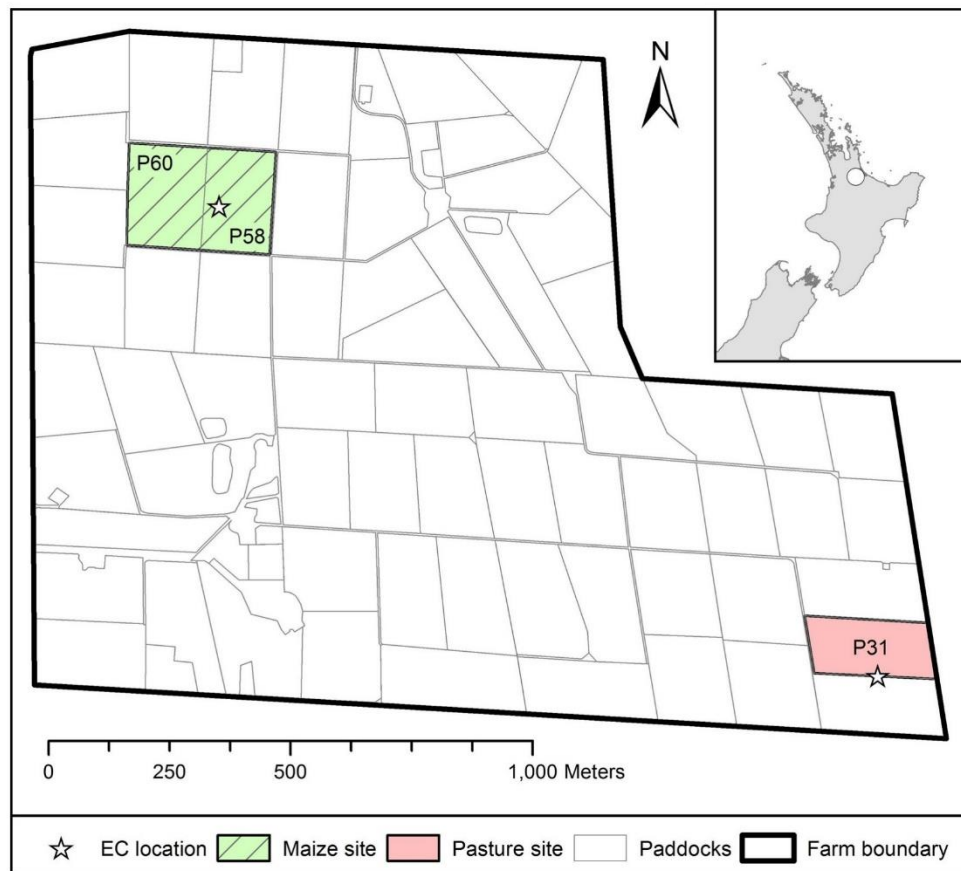 N
P60
P58
P31
0 250 500 1,000 Meters
EC location Maize site Pasture site Paddocks Farm boundary